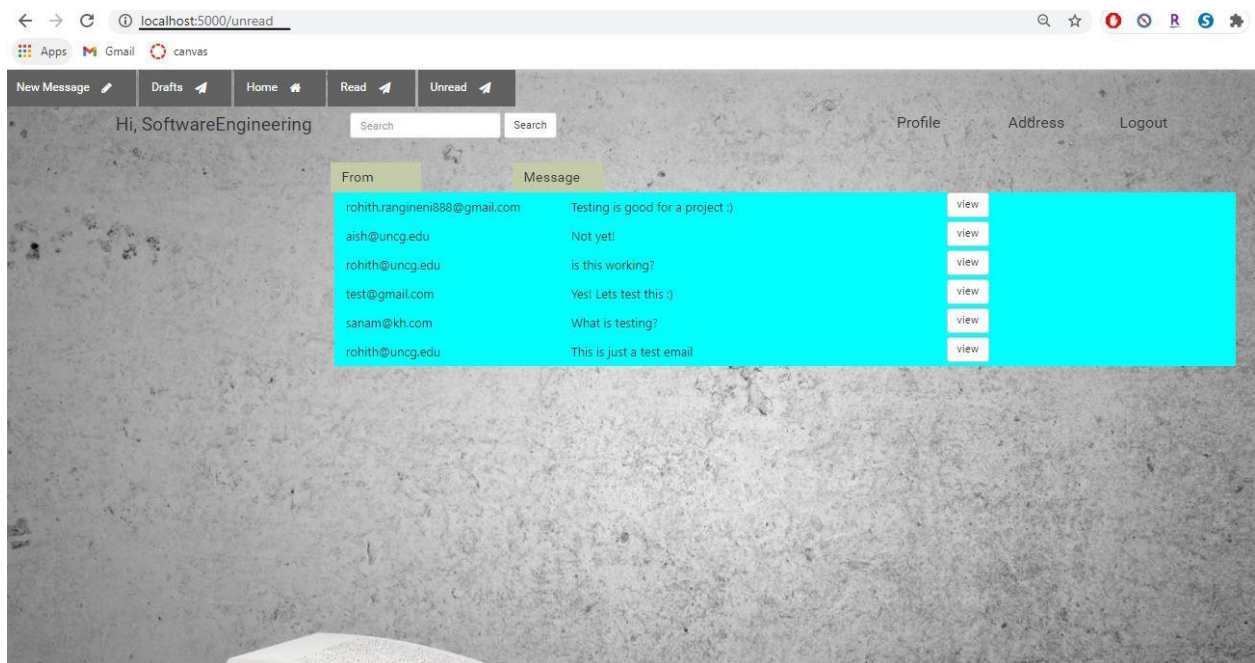 localhost:5000/unread
Apps Gmail canvas
New Message Drafts Home Read Unread
Hi, SoftwareEngineering Search Search Profile Address Logout
From Message
rohith.rangineni888@gmail.com Testing is good for a project :) view
aish@uncg.edu Not yet! view
rohith@uncg.edu is this working? view
test@gmail.com Yes! Lets test this :) view
sanam@kh.com What is testing? view
rohith@uncg.edu This is just a test email view